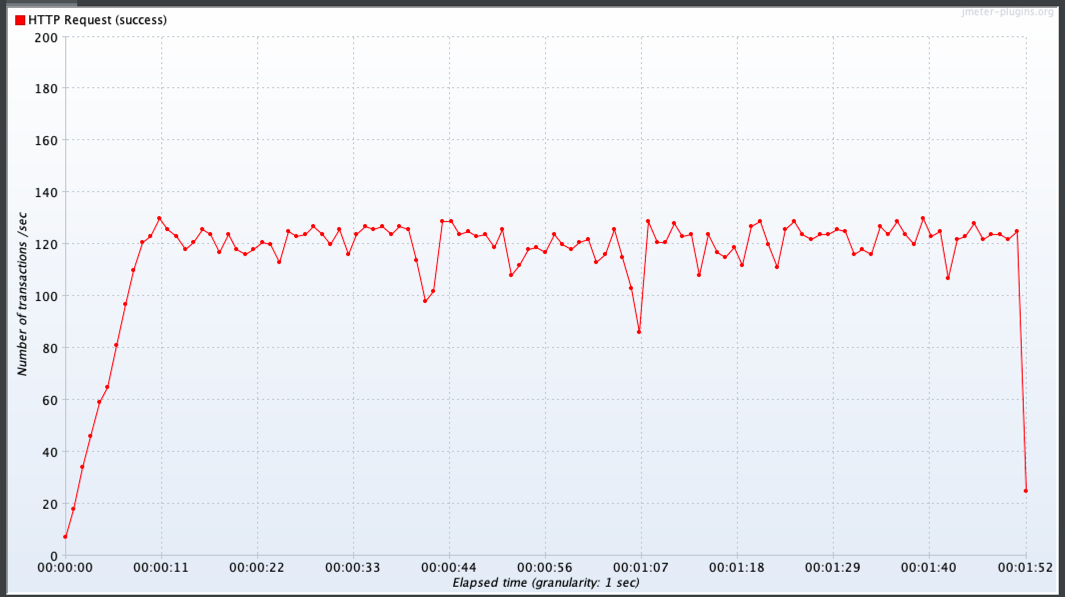 jmeter-plugins.org
HTTP Request (success)
200
180
160
140
120
100
80
60
40
20
0
Number of transactions /sec
00:00:00 00:00:11 00:00:22 00:00:33 00:00:44 00:00:56 00:01:07 00:01:18 00:01:29 00:01:40 00:01:52
Elapsed time (granularity: 1 sec)